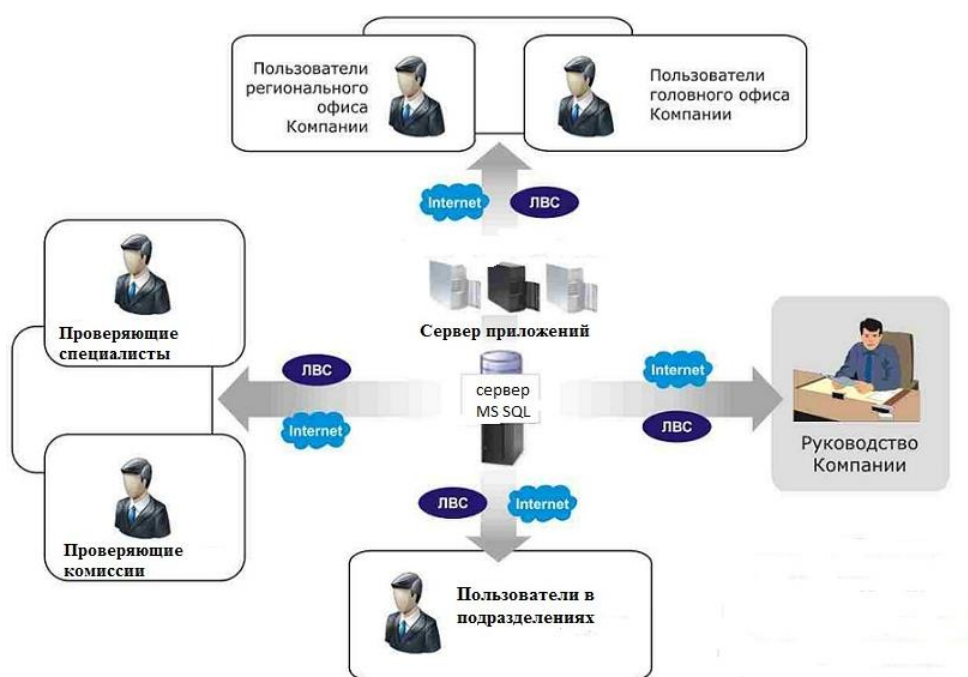 Пользователи
регионального
офиса
Компании
Пользователи
головного офиса
Компании
Internet
ЛВС
Проверяющие
специалисты
Сервер приложений
ЛВС
Internet
сервер
MS SQL
Internet
ЛВС
Руководство
Компании
Проверяющие
комиссии
ЛВС
Internet
Пользователи в
подразделениях